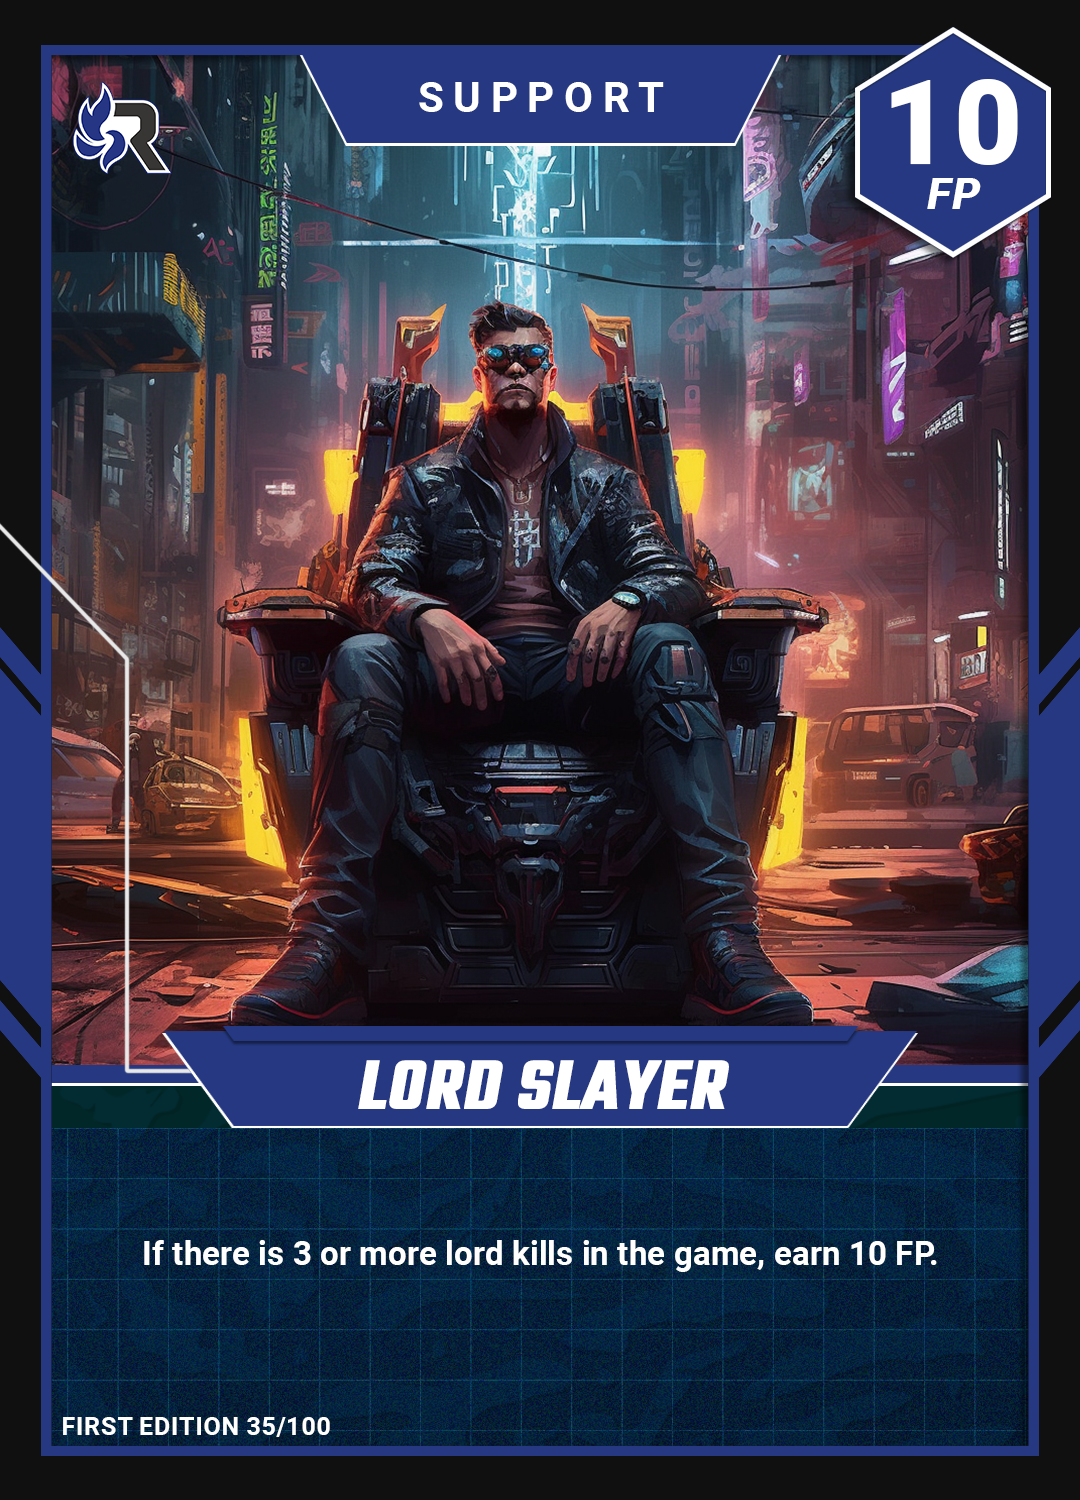 SUPPORT
10
FP
LORD SLAYER
If there is 3 or more lord kills in the game, earn 10 FP.
FIRST EDITION 35/100